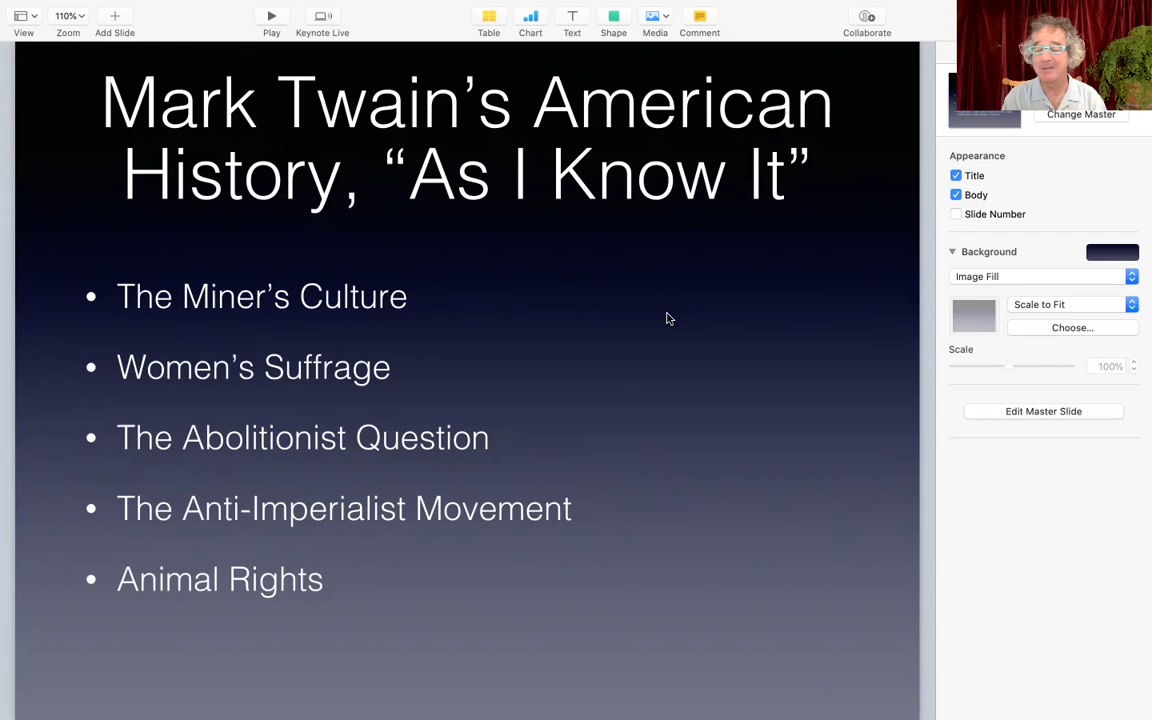 110%
View
Zoom
Add Slide
Play
Keynote Live
Table
Chart
Text
Shape
Media
Comment
Collaborate
Mark Twain’s American
History, “As I Know It”
• The Miner’s Culture
• Women’s Suffrage
• The Abolitionist Question
• The Anti-Imperialist Movement
• Animal Rights
Change Master
Appearance
Title
Body
Slide Number
Background
Image Fill
Scale to Fit
Choose...
Scale
100%
Edit Master Slide